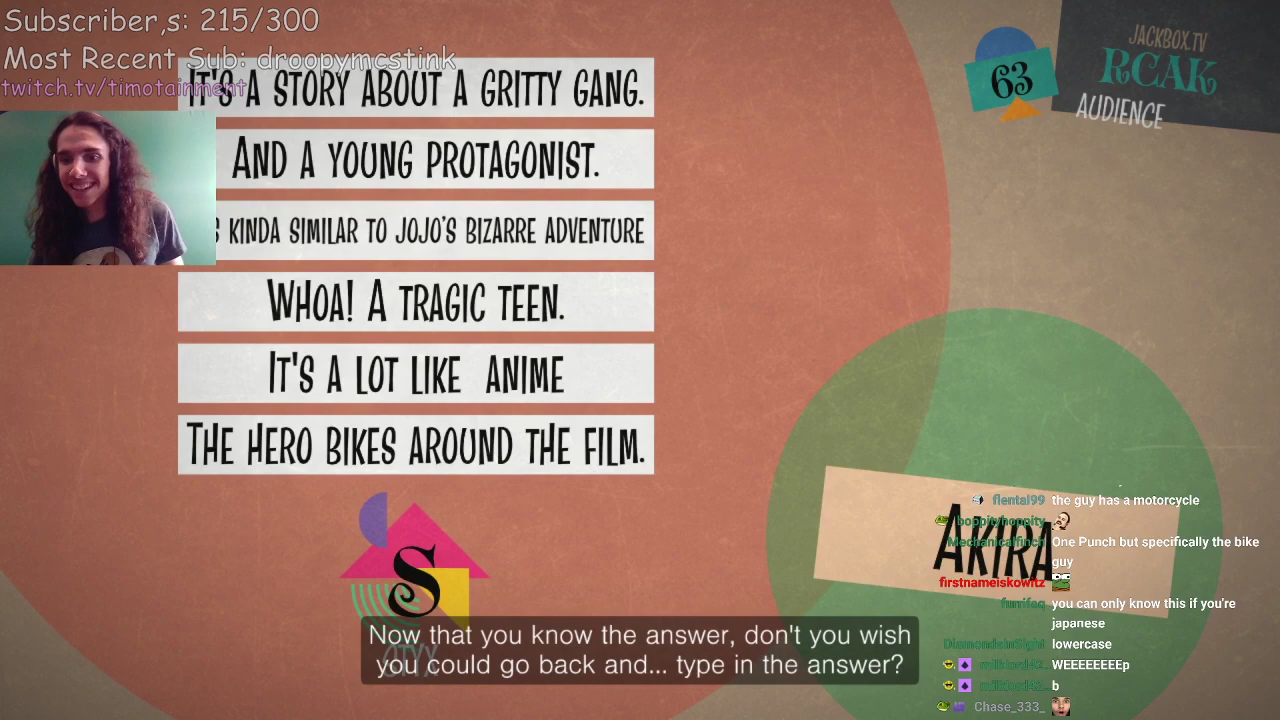 Subscriber,s: 215/300
Most Recent Sub: droopymcstink
twitch.tv/timotainment
IT'S A STORY ABOUT A GRITTY GANG.
AND A YOUNG PROTAGONIST.
KINDA SIMILAR TO JOJO'S BIZARRE ADVENTURE
WHOA! A TRAGIC TEEN.
IT'S A LOT LIKE ANIME
THE HERO BIKES AROUND THE FILM.
S
Now that you know the answer, don't you wish
you could go back and... type in the answer?
63
JACKBOX.TV
RCAK
AUDIENCE
AKIRA
flental99 the guy has a motorcycle
boppityhoppity
Mechanicalfinch One Punch but specifically the bike
guy
firstnameiskowitz
furrifaq you can only know this if you're
japanese
lowercase
WEEEEEEEEp
b
Chase_333_